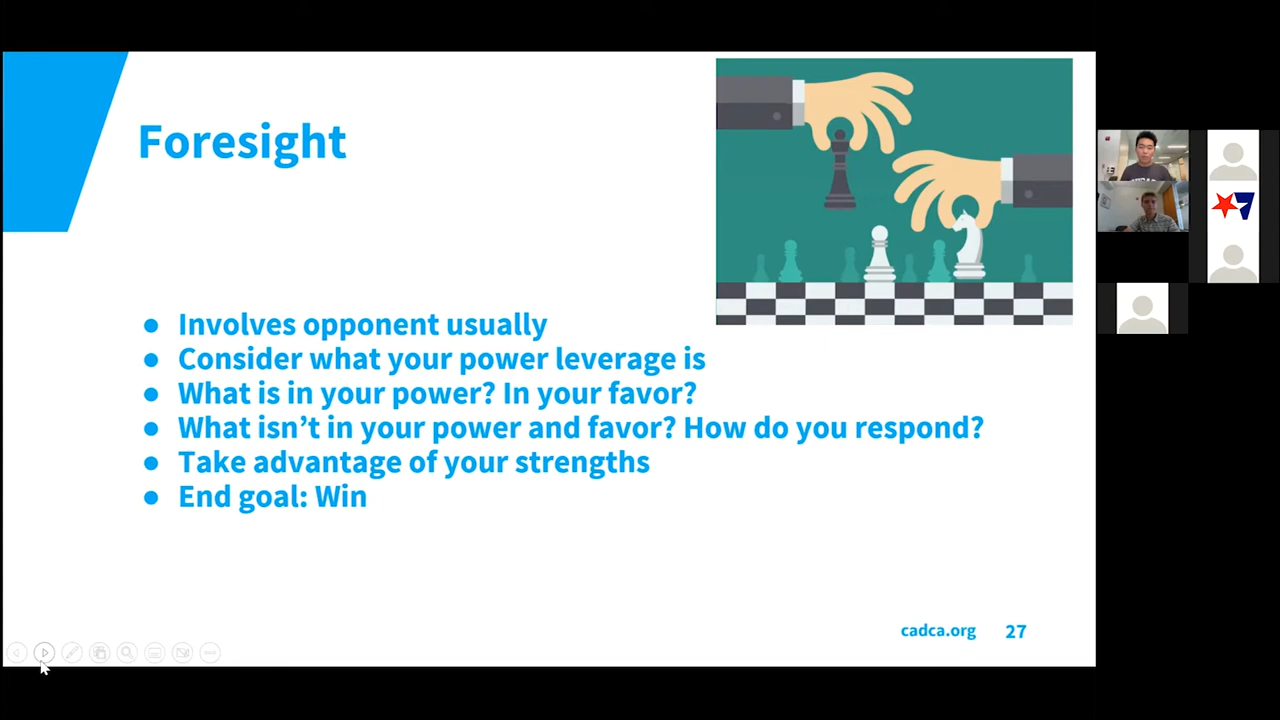 Foresight
● Involves opponent usually
● Consider what your power leverage is
● What is in your power? In your favor?
● What isn’t in your power and favor? How do you respond?
● Take advantage of your strengths
● End goal: Win
cadca.org 27